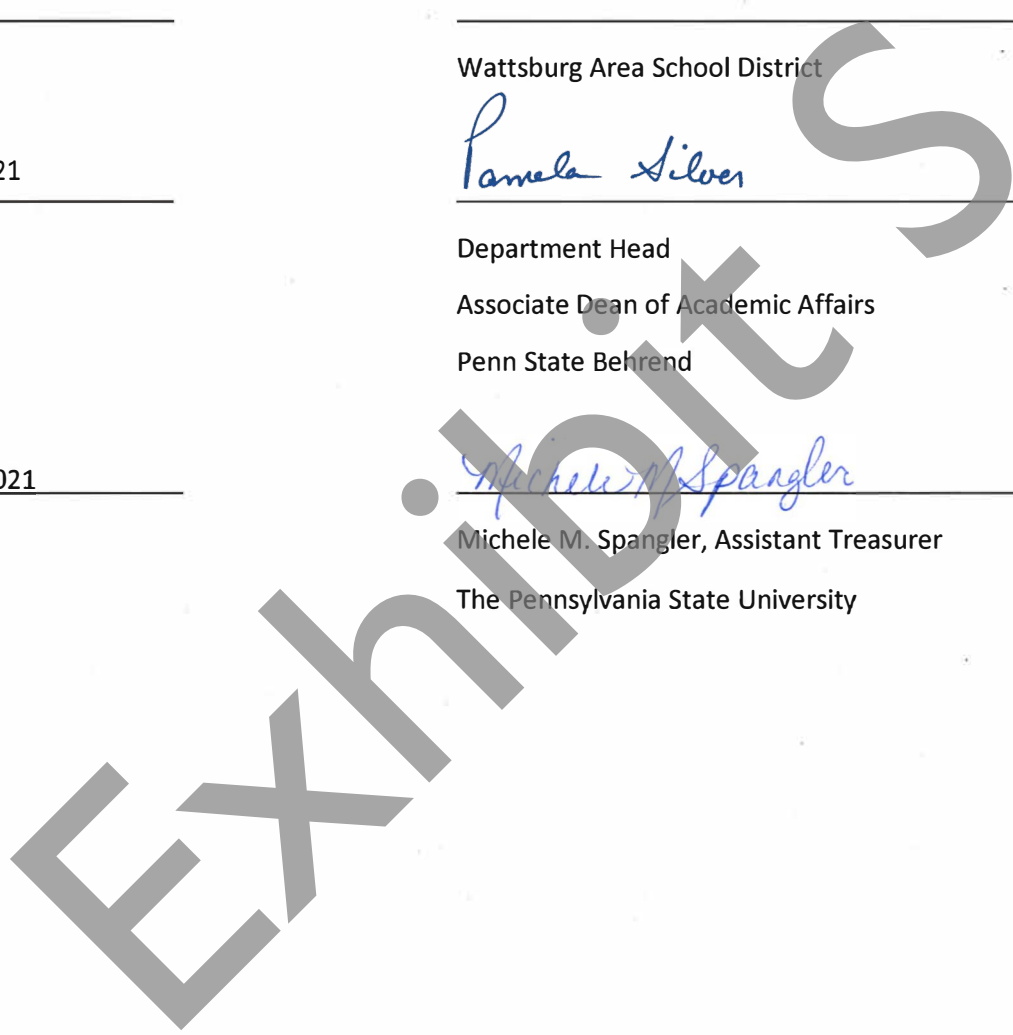 Wattsburg Area School District
21
Pamela Silver
Department Head
Associate Dean of Academic Affairs
Penn State Behrend
021
Michele M Spangler
Michele M. Spangler, Assistant Treasurer
The Pennsylvania State University
Exhibit S